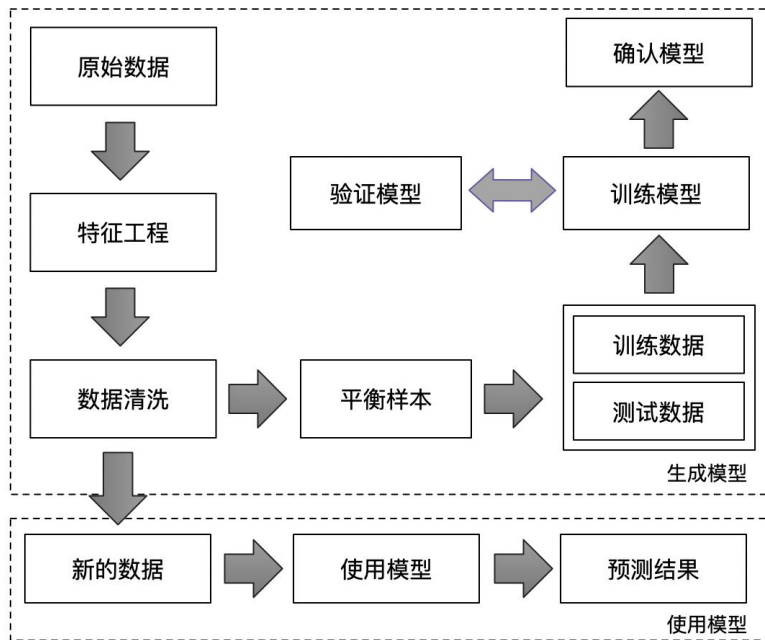 原始数据
确认模型
验证模型
训练模型
特征工程
训练数据
数据清洗
平衡样本
测试数据
生成模型
新的数据
使用模型
预测结果
使用模型